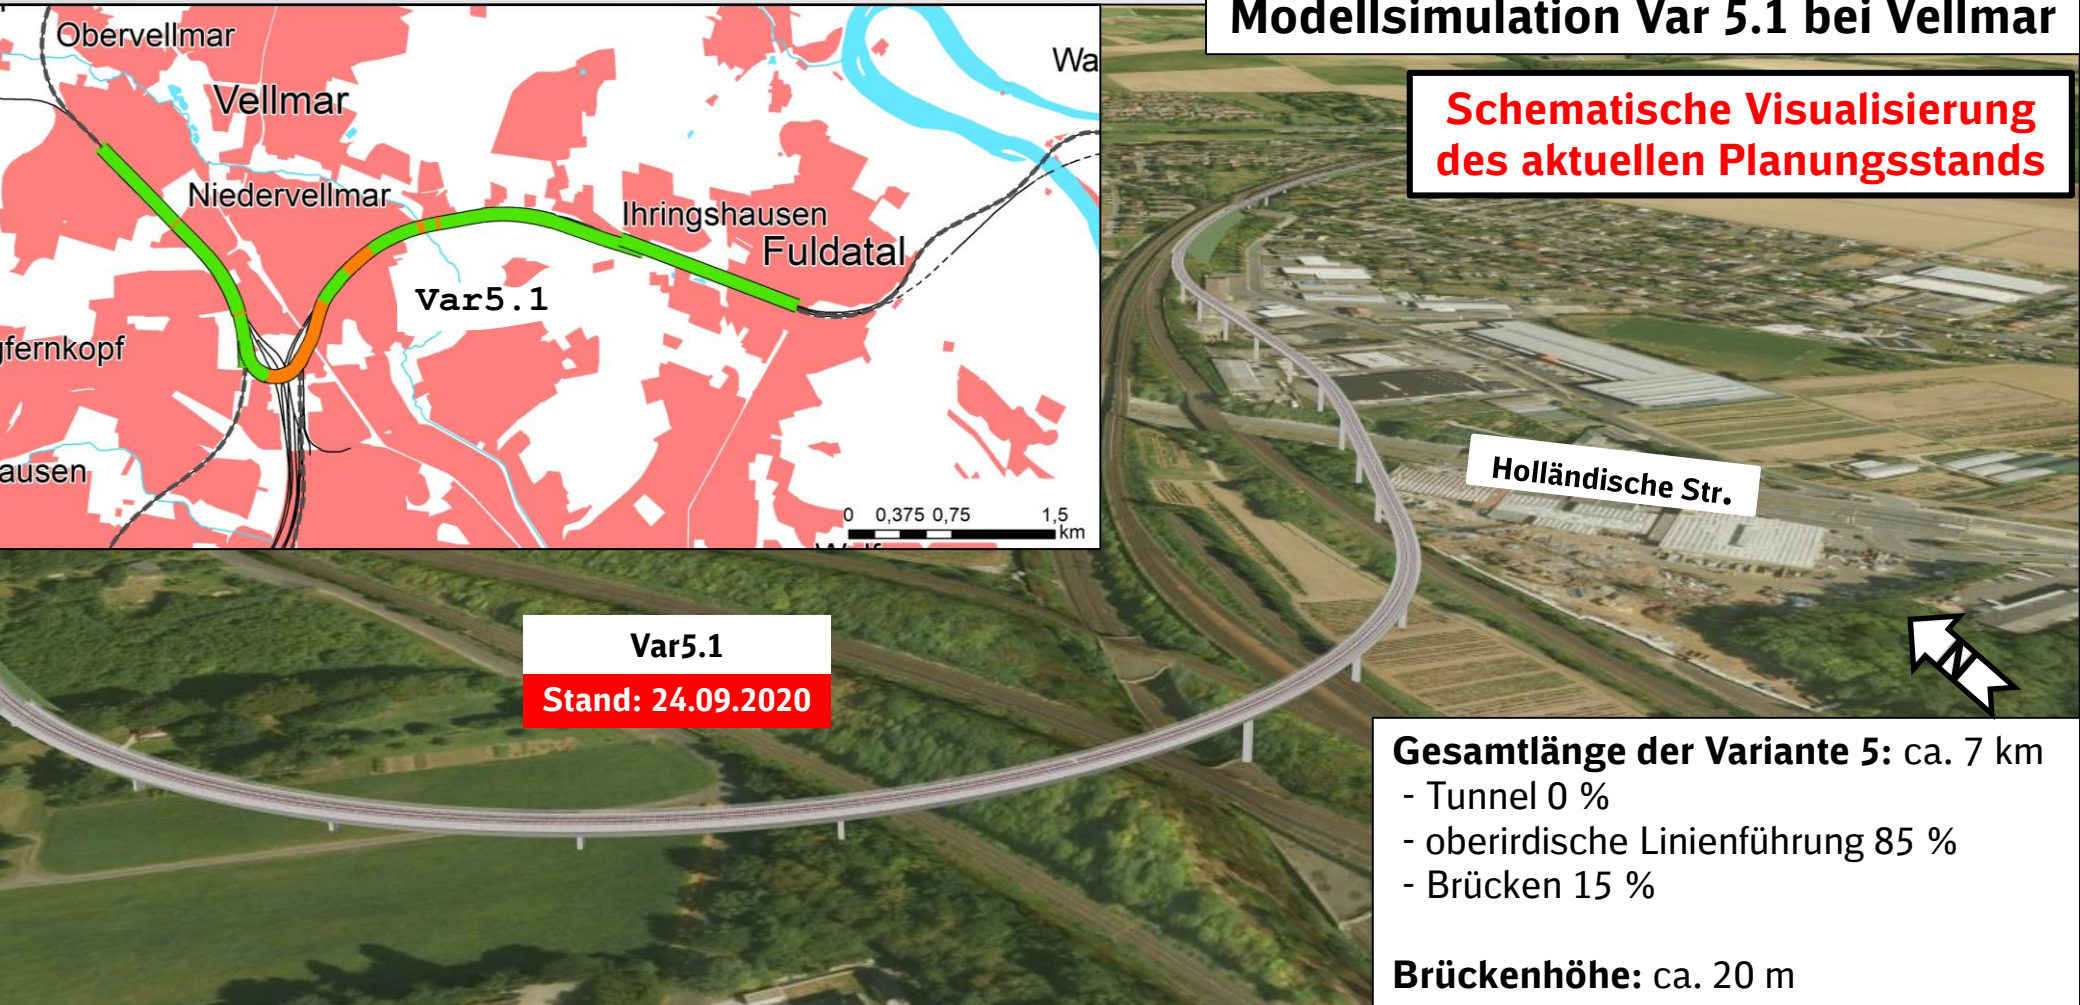 Modellsimulation Var 5.1 bei Vellmar
Schematische Visualisierung
des aktuellen Planungsstands
Obervellmar
Vellmar
Wa
Niedervellmar
Ihringshausen
Fuldatal
Var5.1
gfernkopf
ausen
0 0,375 0,75 1,5
km
Holländische Str.
N
Var5.1
Stand: 24.09.2020
Gesamtlänge der Variante 5: ca. 7 km
- Tunnel 0 %
- oberirdische Linienführung 85 %
- Brücken 15 %
Brückenhöhe: ca. 20 m